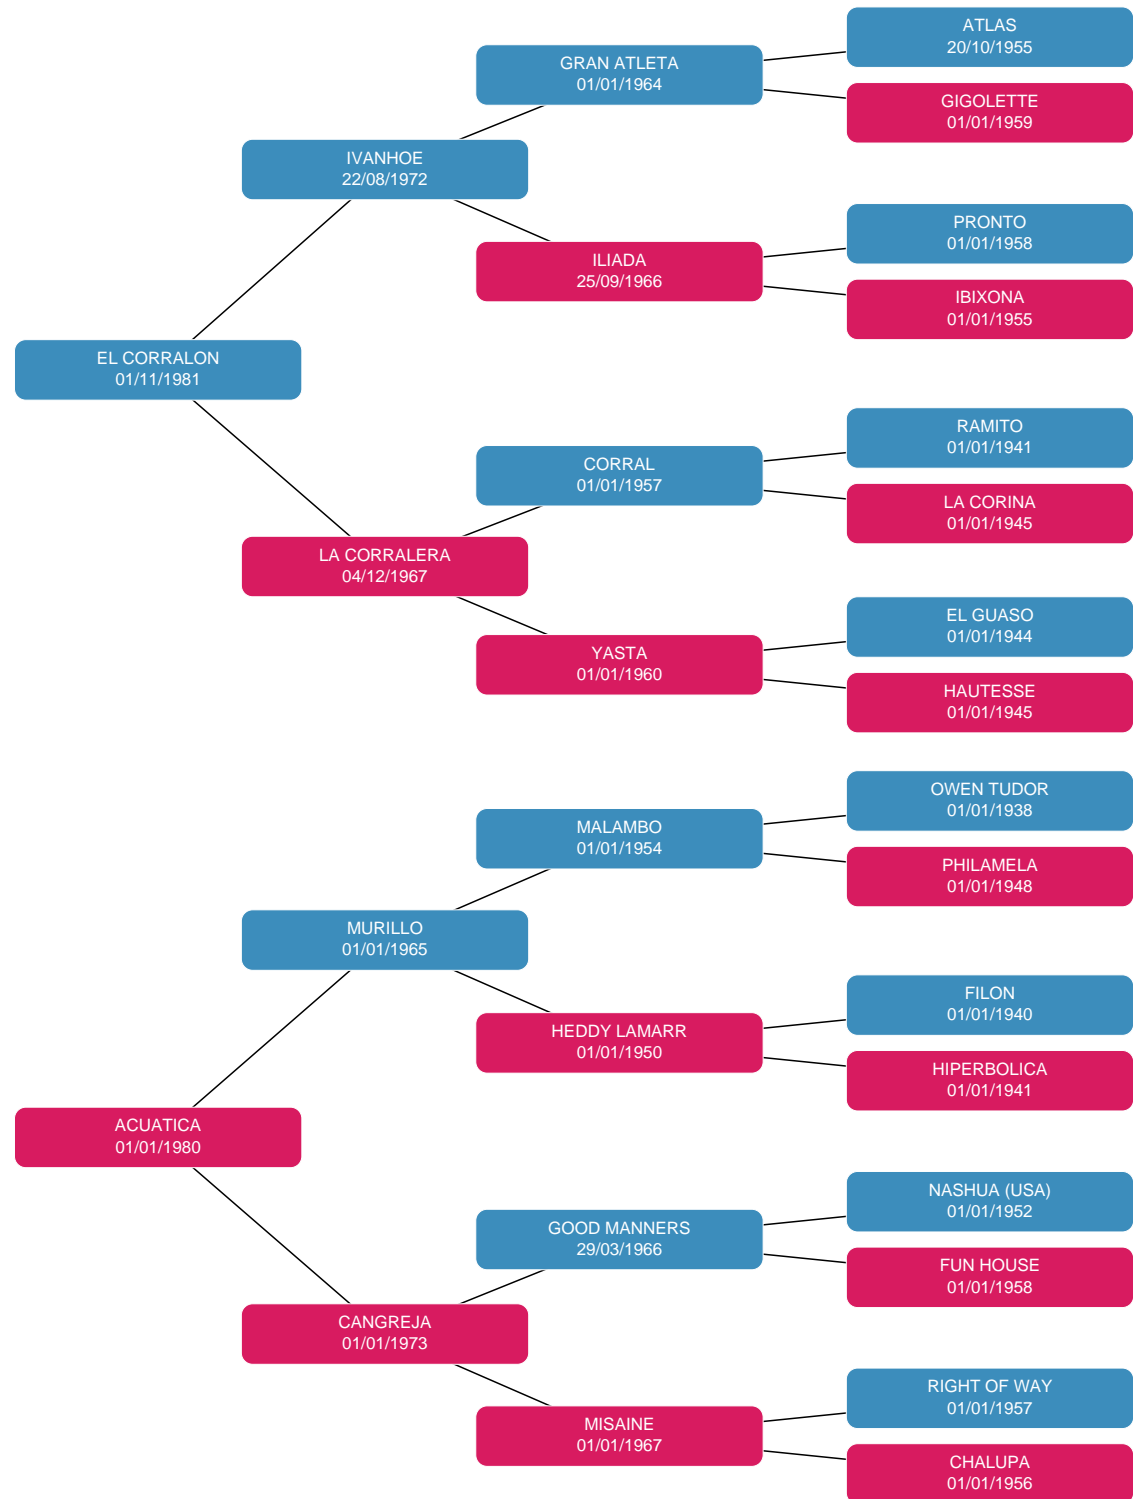 ATLAS
20/10/1955
GRAN ATLETA
01/01/1964
GIGOLETTE
01/01/1959
IVANHOE
22/08/1972
PRONTO
01/01/1958
ILIADA
25/09/1966
IBIXONA
01/01/1955
EL CORRALON
01/11/1981
RAMITO
01/01/1941
CORRAL
01/01/1957
LA CORINA
01/01/1945
LA CORRALERA
04/12/1967
EL GUASO
01/01/1944
YASTA
01/01/1960
HAUTESSE
01/01/1945
OWEN TUDOR
01/01/1938
MALAMBO
01/01/1954
PHILAMELA
01/01/1948
MURILLO
01/01/1965
FILON
01/01/1940
HEDDY LAMARR
01/01/1950
HIPERBOLICA
01/01/1941
ACUATICA
01/01/1980
NASHUA (USA)
01/01/1952
GOOD MANNERS
29/03/1966
FUN HOUSE
01/01/1958
CANGREJA
01/01/1973
RIGHT OF WAY
01/01/1957
MISAINE
01/01/1967
CHALUPA
01/01/1956